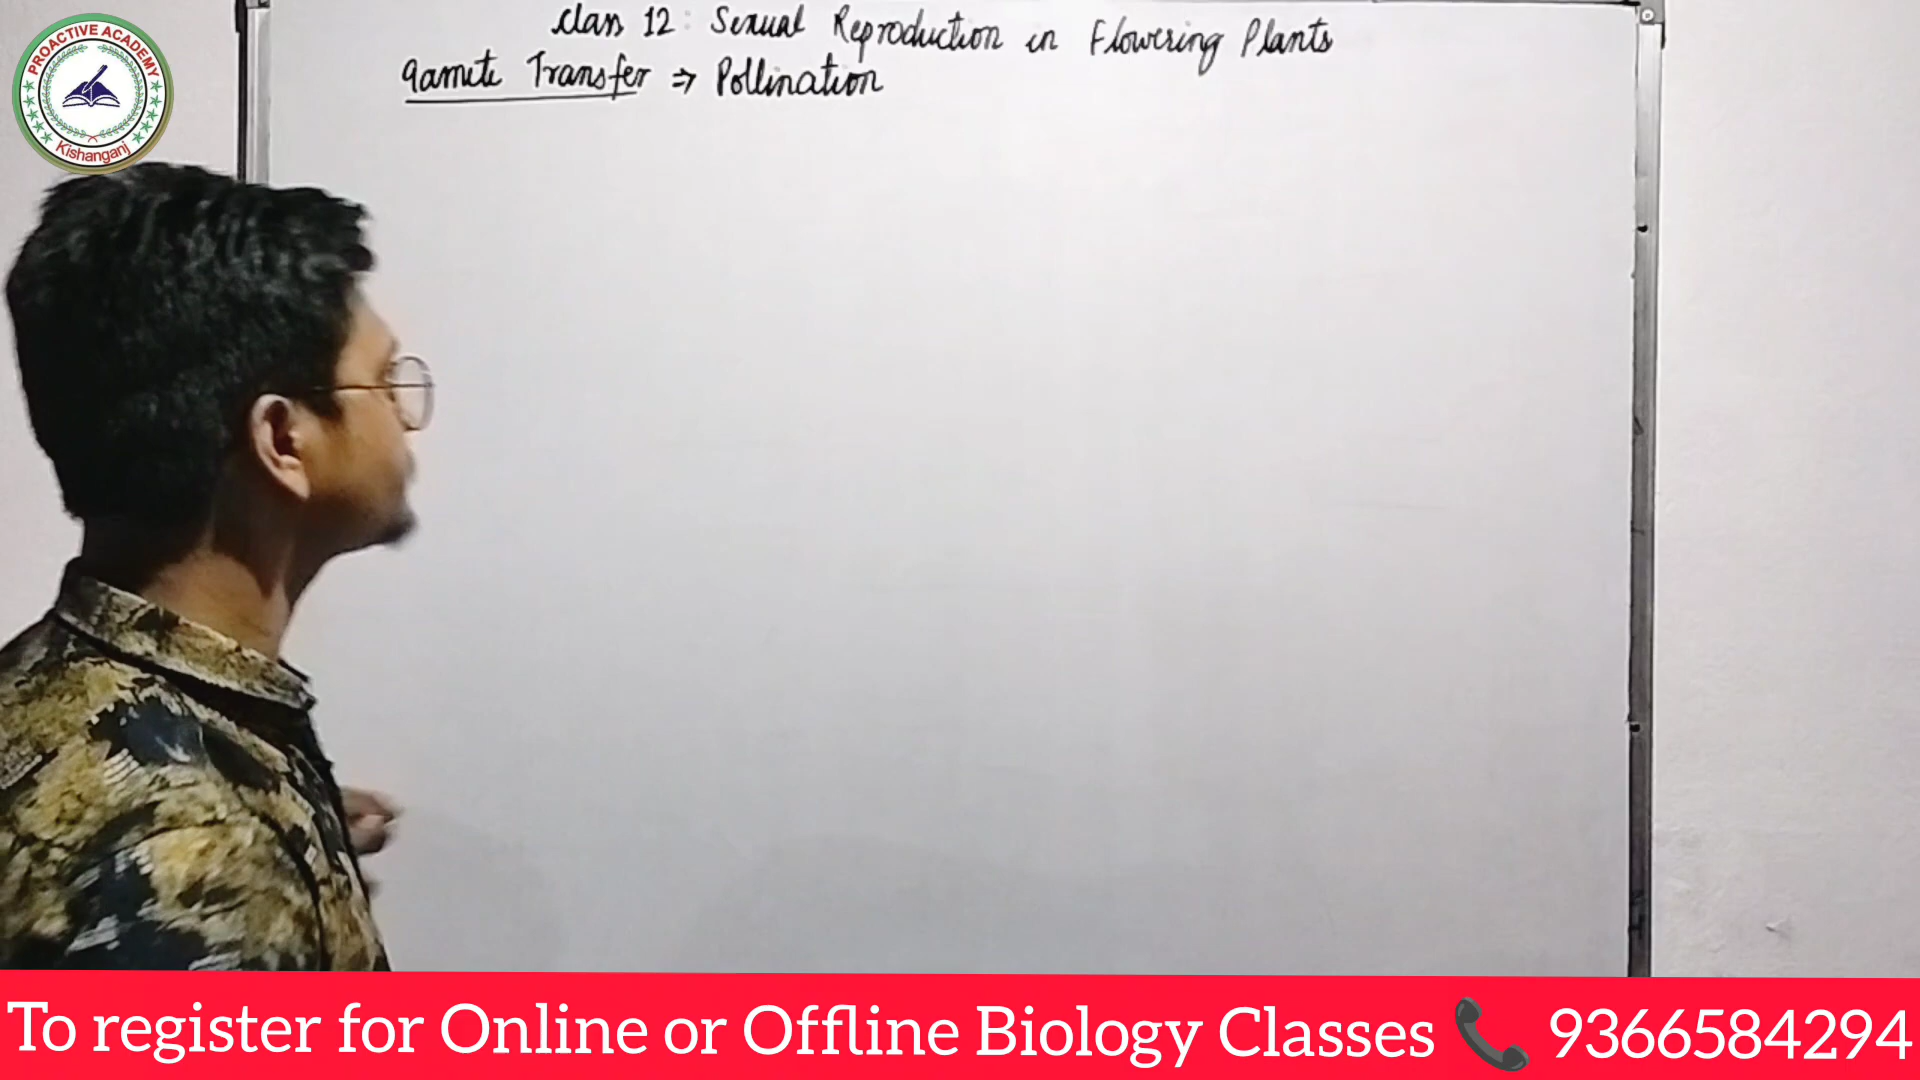 PROACTIVE ACADEMY
Kishanganj
Class 12: Sexual Reproduction in Flowering Plants
Gamete Transfer ⇒ Pollination
To register for Online or Offline Biology Classes 📞 9366584294